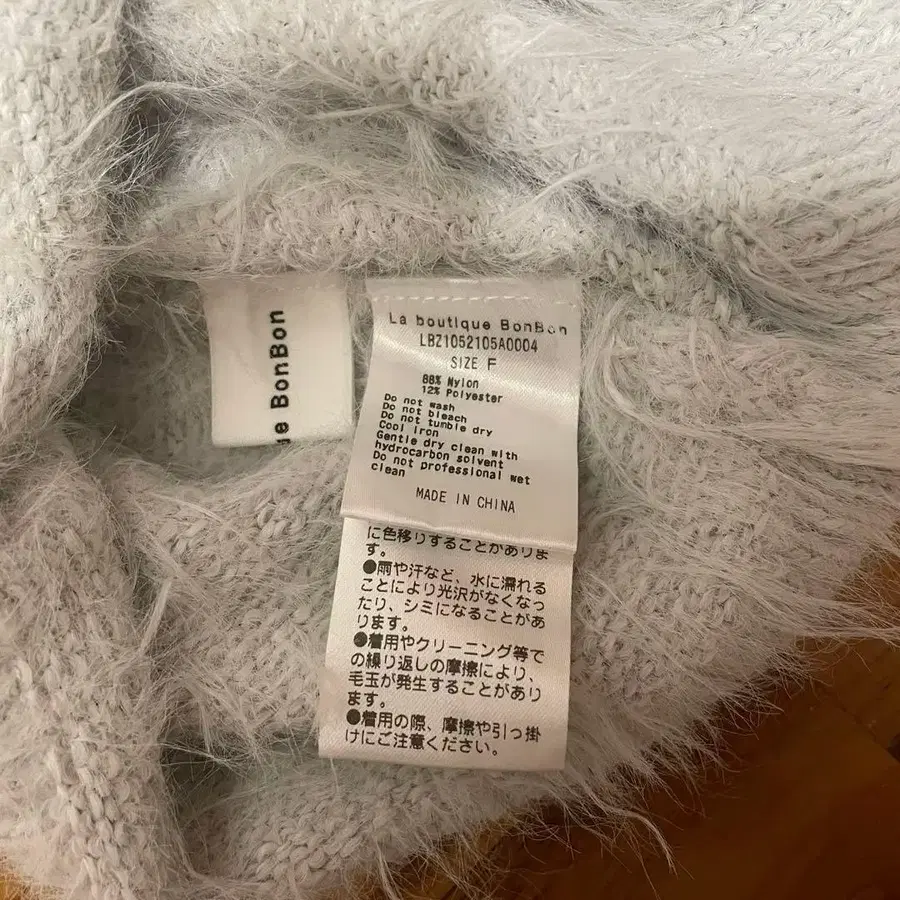 ue BonBon
La boutique BonBon
LBZ1052105A0004
SIZE F
88% Nylon
12% Polyester
Do not wash
Do not bleach
Do not tumble dry
Cool iron
Gentle dry clean with
hydrocarbon solvent
Do not professional wet
clean
MADE IN CHINA
に色移りすることがありま
す。
●雨や汗など、水に濡れる
ことにより光沢がなくなっ
たり、シミになることがあ
ります。
●着用やクリーニング等で
の繰り返しの摩擦により、
毛玉が発生することがあり
ます。
●着用の際、摩擦や引っ掛
けにご注意ください。